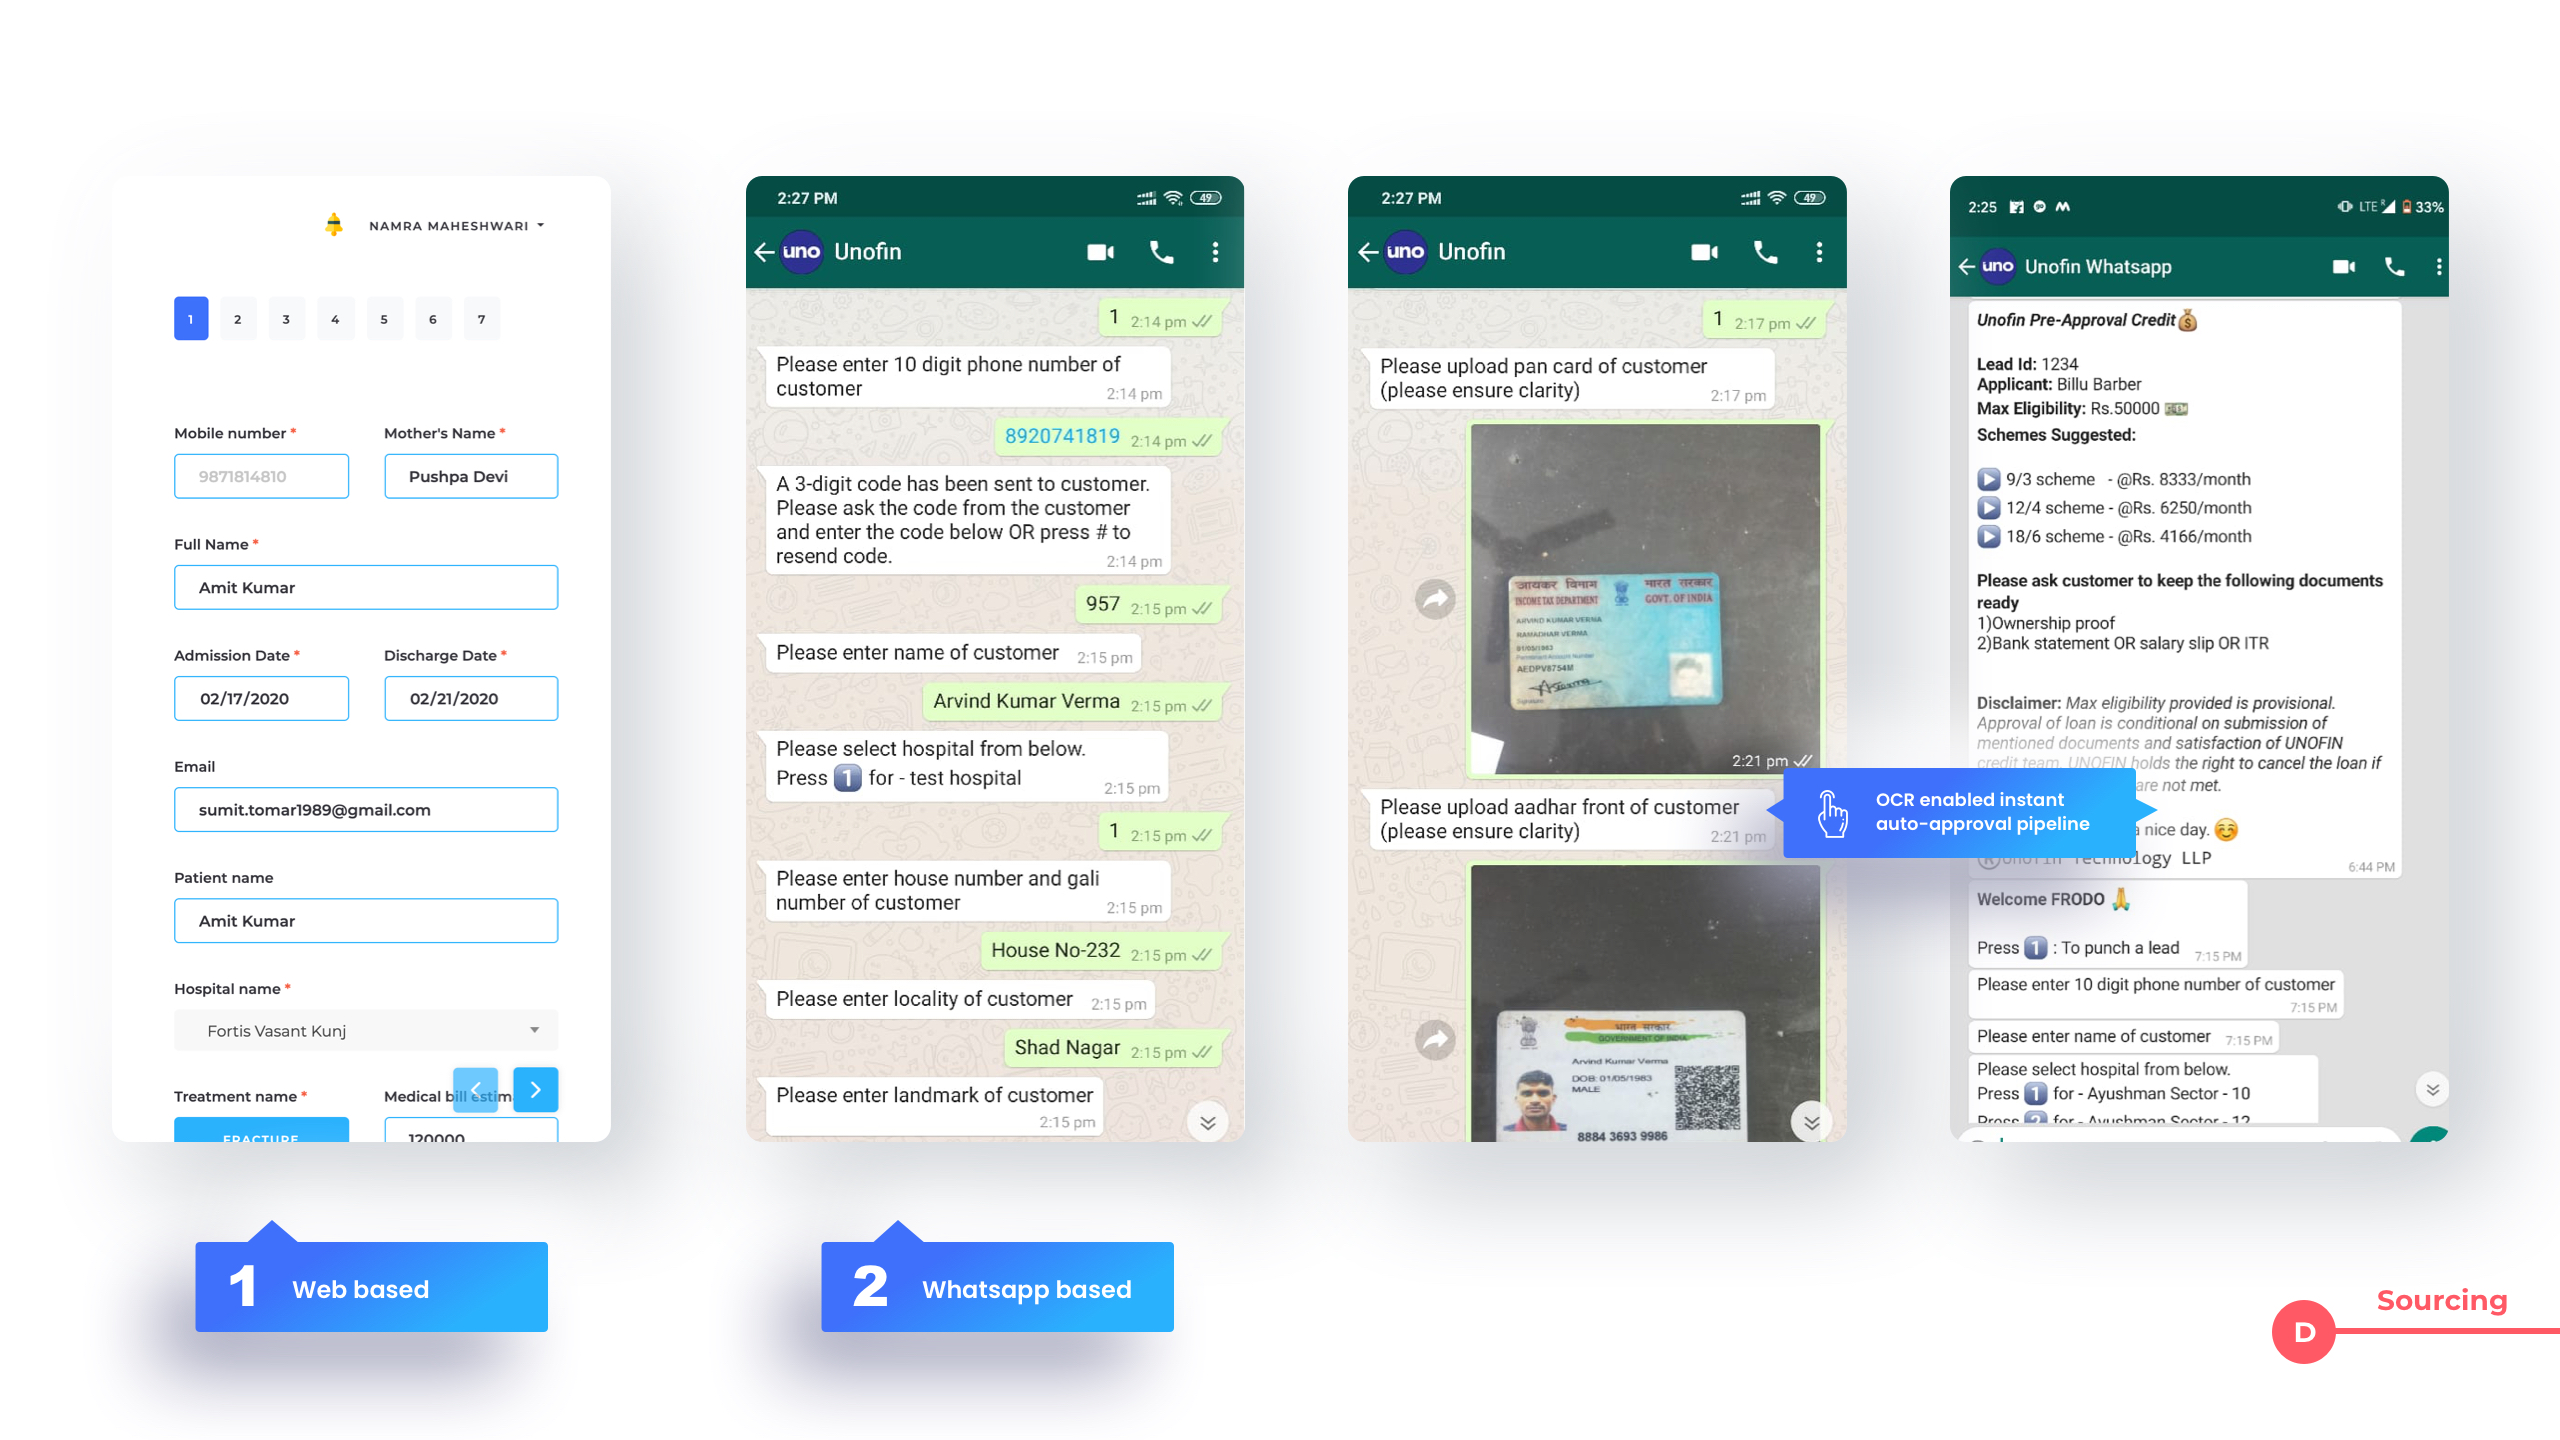 NAMRA MAHESHWARI
1 2 3 4 5 6 7
Mobile number * Mother's Name *
9871814810 Pushpa Devi
Full Name *
Amit Kumar
Admission Date * Discharge Date *
02/17/2020 02/21/2020
Email
sumit.tomar1989@gmail.com
Patient name
Amit Kumar
Hospital name *
Fortis Vasant Kunj
Treatment name * Medical bill estim
FRACTURE 120000
1 Web based
2:27 PM 49
uno Unofin
1 2:14 pm
Please enter 10 digit phone number of
customer 2:14 pm
8920741819 2:14 pm
A 3-digit code has been sent to customer.
Please ask the code from the customer
and enter the code below OR press # to
resend code. 2:14 pm
957 2:15 pm
Please enter name of customer 2:15 pm
Arvind Kumar Verma 2:15 pm
Please select hospital from below.
Press 1 for - test hospital
2:15 pm
1 2:15 pm
Please enter house number and gali
number of customer 2:15 pm
House No-232 2:15 pm
Please enter locality of customer 2:15 pm
Shad Nagar 2:15 pm
Please enter landmark of customer
2:15 pm
2 Whatsapp based
2:27 PM 49
uno Unofin
1 2:17 pm
Please upload pan card of customer
(please ensure clarity) 2:17 pm
आयकर विभाग भारत सरकार
INCOME TAX DEPARTMENT GOVT. OF INDIA
ARVIND KUMAR VERMA
RAMADHAR VERMA
01/05/1983
Permanent Account Number
AEDPV8754M
Signature
2:21 pm
Please upload aadhar front of customer
(please ensure clarity) 2:21 pm
भारत सरकार
GOVERNMENT OF INDIA
Arvind Kumar Verma
DOB: 01/05/1983
MALE
8884 3693 9986
OCR enabled instant
auto-approval pipeline
2:25 LTE R 33%
uno Unofin Whatsapp
Unofin Pre-Approval Credit
Lead Id: 1234
Applicant: Billu Barber
Max Eligibility: Rs.50000
Schemes Suggested:
9/3 scheme - @Rs. 8333/month
12/4 scheme - @Rs. 6250/month
18/6 scheme - @Rs. 4166/month
Please ask customer to keep the following documents
ready
1)Ownership proof
2)Bank statement OR salary slip OR ITR
Disclaimer: Max eligibility provided is provisional.
Approval of loan is conditional on submission of
mentioned documents and satisfaction of UNOFIN
credit team. UNOFIN holds the right to cancel the loan if
are not met.
a nice day.
Unofin Technology LLP
6:44 PM
Welcome FRODO
Press 1 : To punch a lead 7:15 PM
Please enter 10 digit phone number of customer
7:15 PM
Please enter name of customer 7:15 PM
Please select hospital from below.
Press 1 for - Ayushman Sector - 10
Press 2 for - Ayushman Sector - 12
Sourcing
D